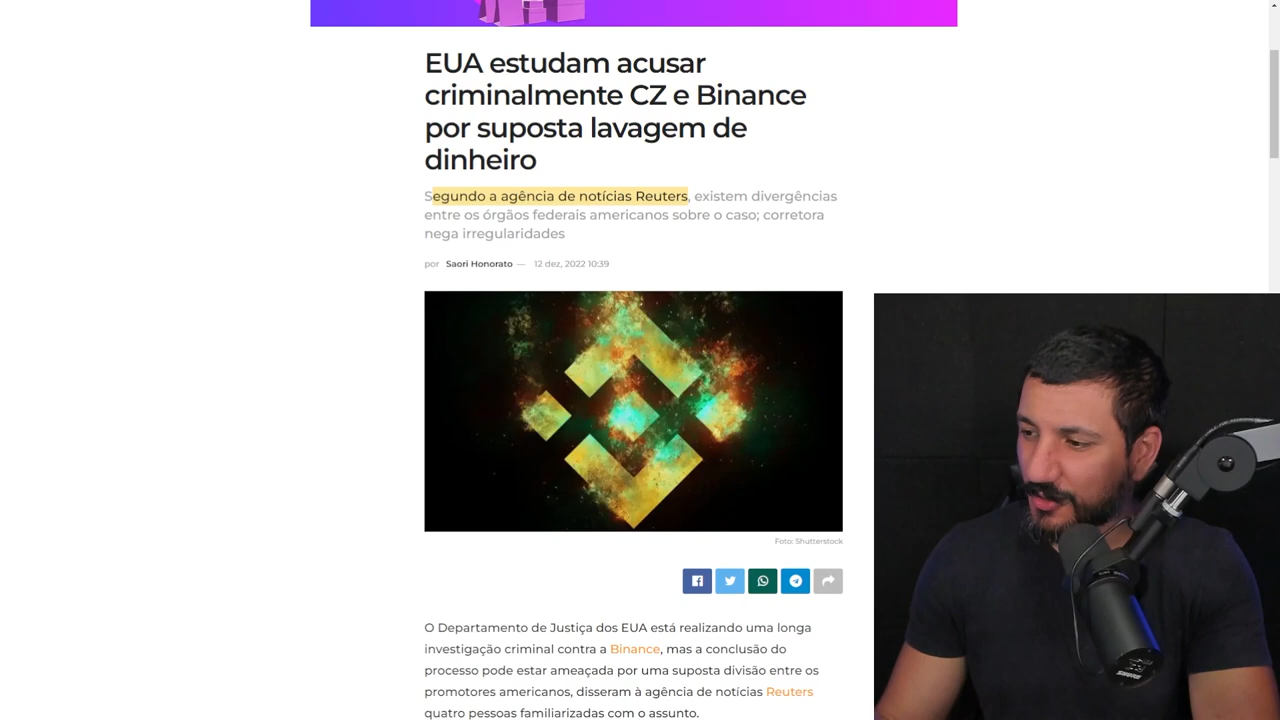 EUA estudam acusar
criminalmente CZ e Binance
por suposta lavagem de
dinheiro
Segundo a agência de notícias Reuters, existem divergências
entre os órgãos federais americanos sobre o caso; corretora
nega irregularidades
por Saori Honorato — 12 dez, 2022 10:39
Foto: Shutterstock
O Departamento de Justiça dos EUA está realizando uma longa
investigação criminal contra a Binance, mas a conclusão do
processo pode estar ameaçada por uma suposta divisão entre os
promotores americanos, disseram à agência de notícias Reuters
quatro pessoas familiarizadas com o assunto.